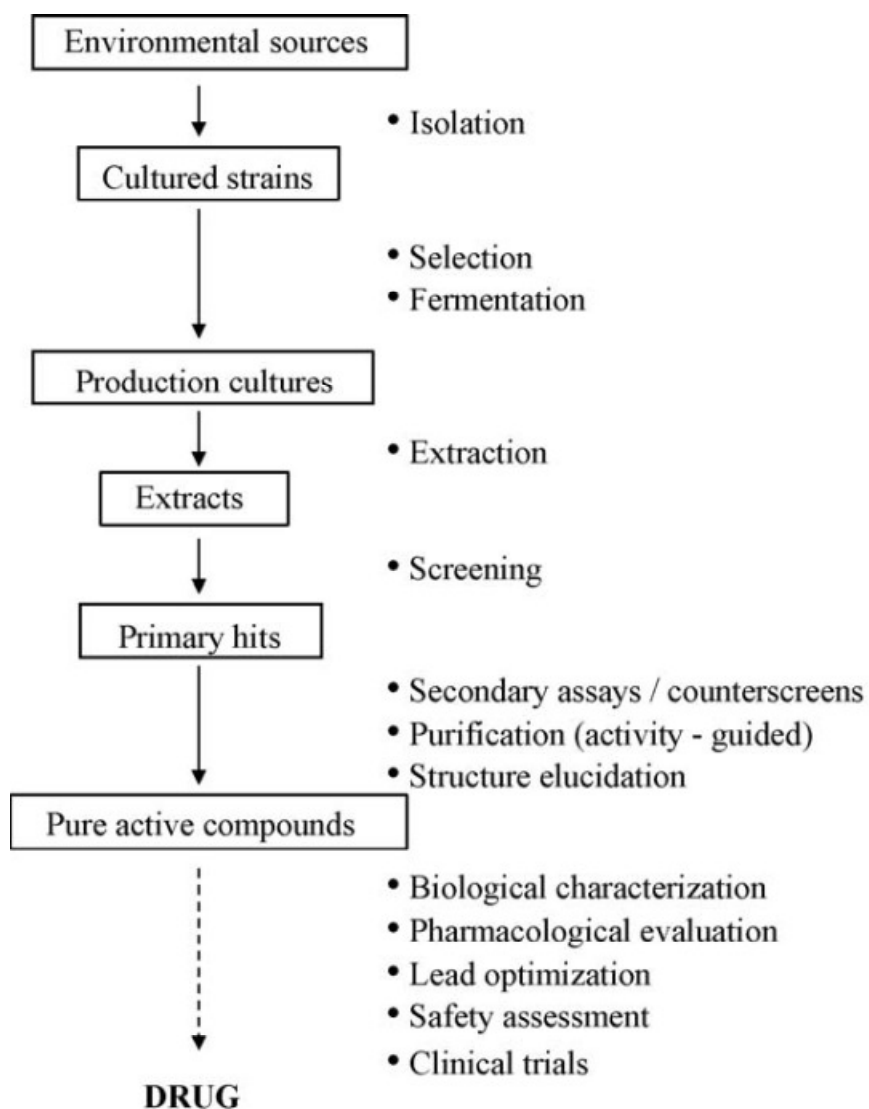 Environmental sources
• Isolation
Cultured strains
• Selection
• Fermentation
Production cultures
• Extraction
Extracts
• Screening
Primary hits
• Secondary assays / counterscreens
• Purification (activity - guided)
• Structure elucidation
Pure active compounds
• Biological characterization
• Pharmacological evaluation
• Lead optimization
• Safety assessment
• Clinical trials
DRUG